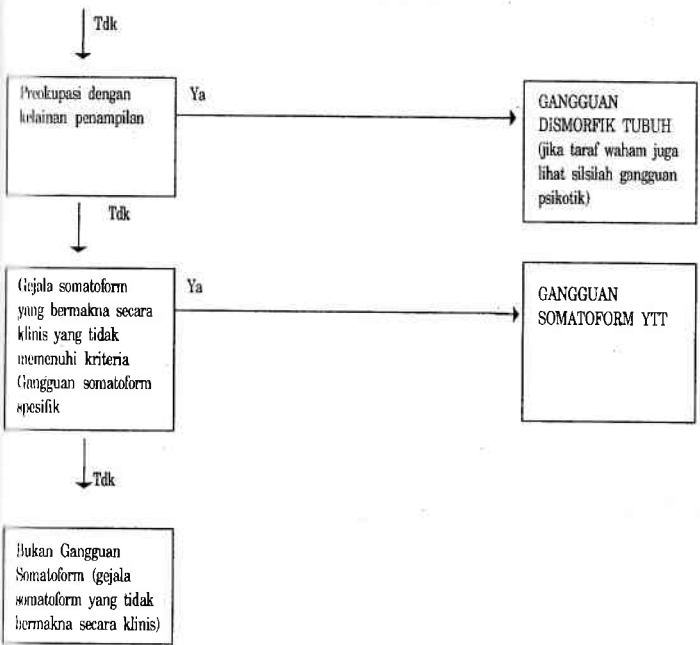 Tdk
Preokupasi dengan
kelainan penampilan
Ya
GANGGUAN
DiSMORFIK TUBUH
(jika taraf waham juga
lihat silsilah gangguan
psikotik)
Tdk
Gejala somatoform
yang bermakna secara
klinis yang tidak
memenuhi kriteria
Gangguan somatoform
spesifik
Ya
GANGGUAN
SOMATOFORM YTT
Tdk
Bukan Gangguan
Somatoform (gejala
somatoform yang tidak
bermakna secara klinis)